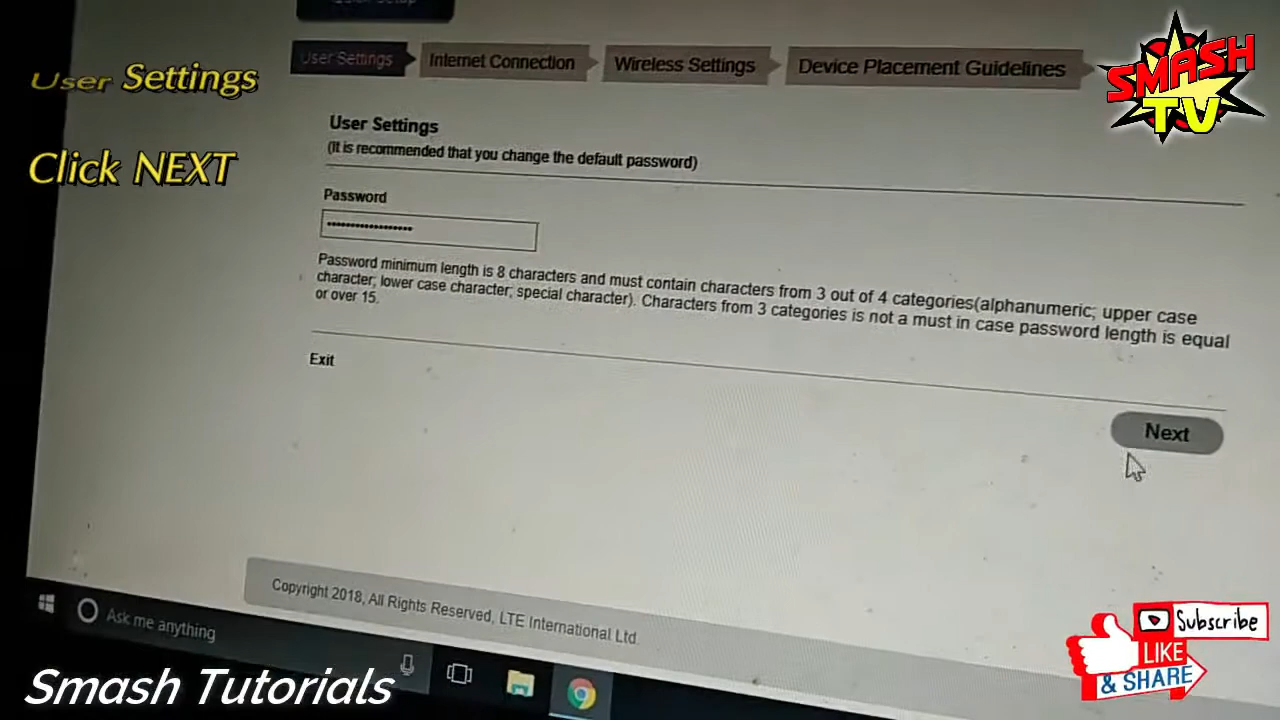 User Settings
Internet Connection
Wireless Settings
Device Placement Guidelines
SMASH
TV
User Settings
Click NEXT
User Settings
(It is recommended that you change the default password)
Password
Password minimum length is 8 characters and must contain characters from 3 out of 4 categories(alphanumeric; upper case
character; lower case character; special character). Characters from 3 categories is not a must in case password length is equal
or over 15.
Exit
Next
Copyright 2018, All Rights Reserved, LTE International Ltd.
Ask me anything
Smash Tutorials
Subscribe
LIKE
& SHARE